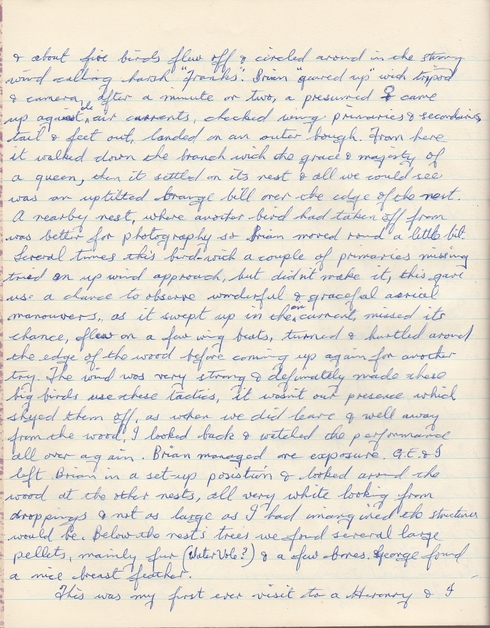 & about five birds flew off & circled around in the strong
wind calling harsh "franks". Brian "geared up" with tripod
& camera, after a minute or two, a presumed ♀ came
up against the air currents, checked wing primaries & secondaries,
tail & feet out, landed on an outer bough. From here
it walked down the branch with the grace & majesty of
a queen, then it settled on its nest & all we could see
was an uptilted orange bill over the edge of the nest.
A nearbey nest, where another bird had taken off from
was better for photography so Brian moved round a little bit.
Several times this bird with a couple of primaries missing
tried an up wind approach, but didn't make it, this gave
use a chance to observe wonderful & graceful aerial
manouvers, as it swept up in the air currents, missed its
chance, flew on a few wing beats, turned & hurtled around
the edge of the wood before coming up again for another
try. The wind was very strong & definately made these
big birds use these tactics, it wasn't our presence which
shyed them off, as when we did leave & well away
from the wood, I looked back & watched the performance
all over again. Brian managed one exposure. G.E. & I
left Brian in a set-up posistion & looked around the
wood at the other nests, all very white looking from
droppings & not as large as I had imangined the structures
would be. Below the nest's trees we found several large
pellets, mainly fur (Water Vole?) & a few bones. George found
a nice breast feather.
This was my first ever visit to a Heronry & I